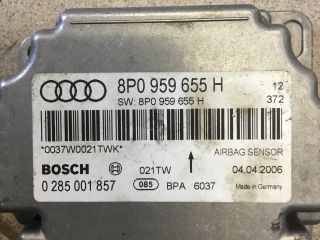 8P0 959 655 H 12
SW: 8P0 959 655 H 372
*0037W0021TWK* AIRBAG SENSOR
BOSCH 021TW 04.04.2006
0 285 001 857 085 BPA 6037 Made in Germany